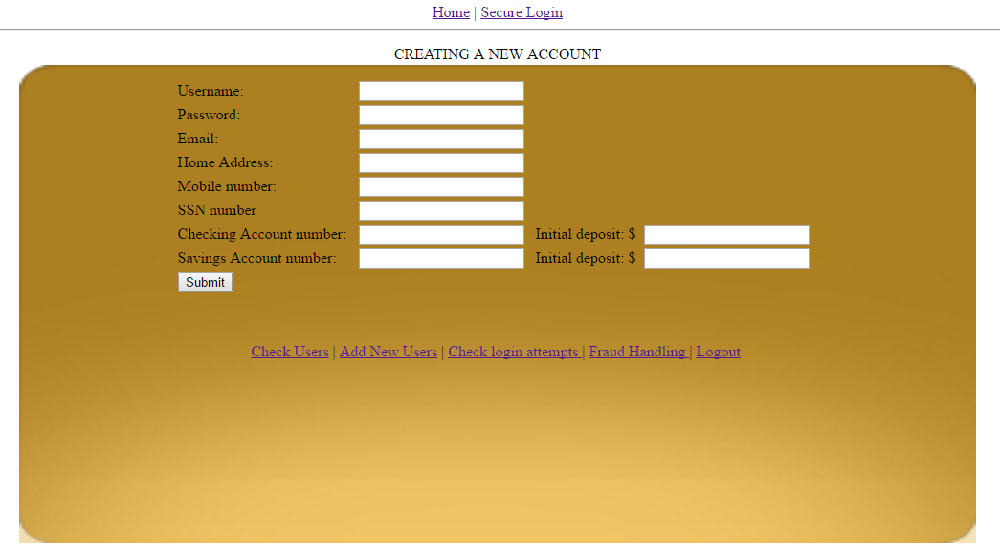 Home | Secure Login
CREATING A NEW ACCOUNT
Username:
Password:
Email:
Home Address:
Mobile number:
SSN number
Checking Account number: Initial deposit: $
Savings Account number: Initial deposit: $
Submit
Check Users | Add New Users | Check login attempts | Fraud Handling | Logout